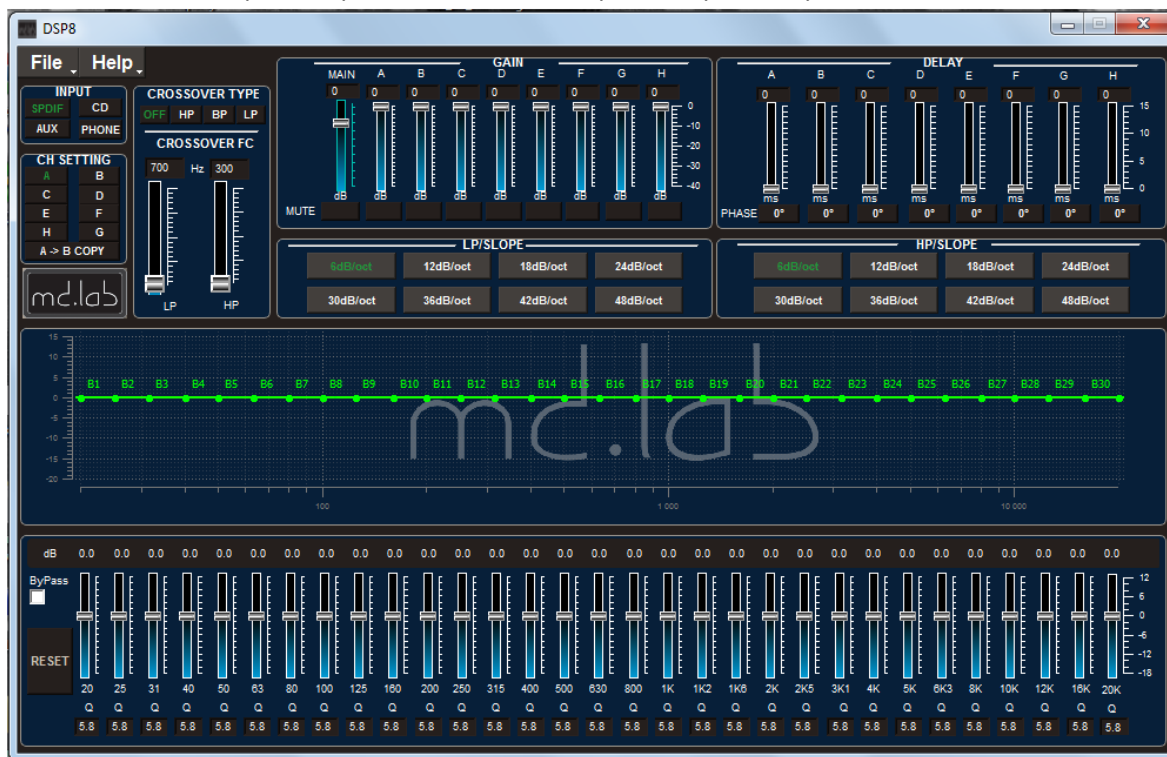 DSP8
File Help
INPUT
SPDIF CD
AUX PHONE
CH SETTING
A B
C D
E F
H G
A -> B COPY
md.lab
CROSSOVER TYPE
OFF HP BP LP
CROSSOVER FC
700 Hz 300
LP HP
GAIN
MAIN A B C D E F G H
0 0 0 0 0 0 0 0 0
0
-10
-20
-30
-40
dB dB dB dB dB dB dB dB dB
MUTE
DELAY
A B C D E F G H
0 0 0 0 0 0 0 0
15
10
5
0
ms ms ms ms ms ms ms ms
PHASE 0° 0° 0° 0° 0° 0° 0° 0°
LP/SLOPE
6dB/oct 12dB/oct 18dB/oct 24dB/oct
30dB/oct 36dB/oct 42dB/oct 48dB/oct
HP/SLOPE
6dB/oct 12dB/oct 18dB/oct 24dB/oct
30dB/oct 36dB/oct 42dB/oct 48dB/oct
15
10
5
0
-5
-10
-15
-20
B1 B2 B3 B4 B5 B6 B7 B8 B9 B10 B11 B12 B13 B14 B15 B16 B17 B18 B19 B20 B21 B22 B23 B24 B25 B26 B27 B28 B29 B30
md.lab
100 1 000 10 000
dB 0.0 0.0 0.0 0.0 0.0 0.0 0.0 0.0 0.0 0.0 0.0 0.0 0.0 0.0 0.0 0.0 0.0 0.0 0.0 0.0 0.0 0.0 0.0 0.0 0.0 0.0 0.0 0.0 0.0 0.0 0.0
ByPass
RESET
12
6
0
-6
-12
-18
20 25 31 40 50 63 80 100 125 160 200 250 315 400 500 630 800 1K 1K2 1K6 2K 2K5 3K1 4K 5K 6K3 8K 10K 12K 16K 20K
Q Q Q Q Q Q Q Q Q Q Q Q Q Q Q Q Q Q Q Q Q Q Q Q Q Q Q Q Q Q Q
5.8 5.8 5.8 5.8 5.8 5.8 5.8 5.8 5.8 5.8 5.8 5.8 5.8 5.8 5.8 5.8 5.8 5.8 5.8 5.8 5.8 5.8 5.8 5.8 5.8 5.8 5.8 5.8 5.8 5.8 5.8